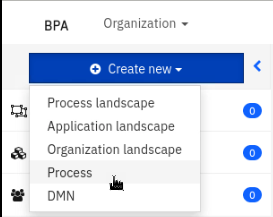 BPA Organization
Create new
Process landscape
0
Application landscape
Organization landscape
0
Process
DMN
0